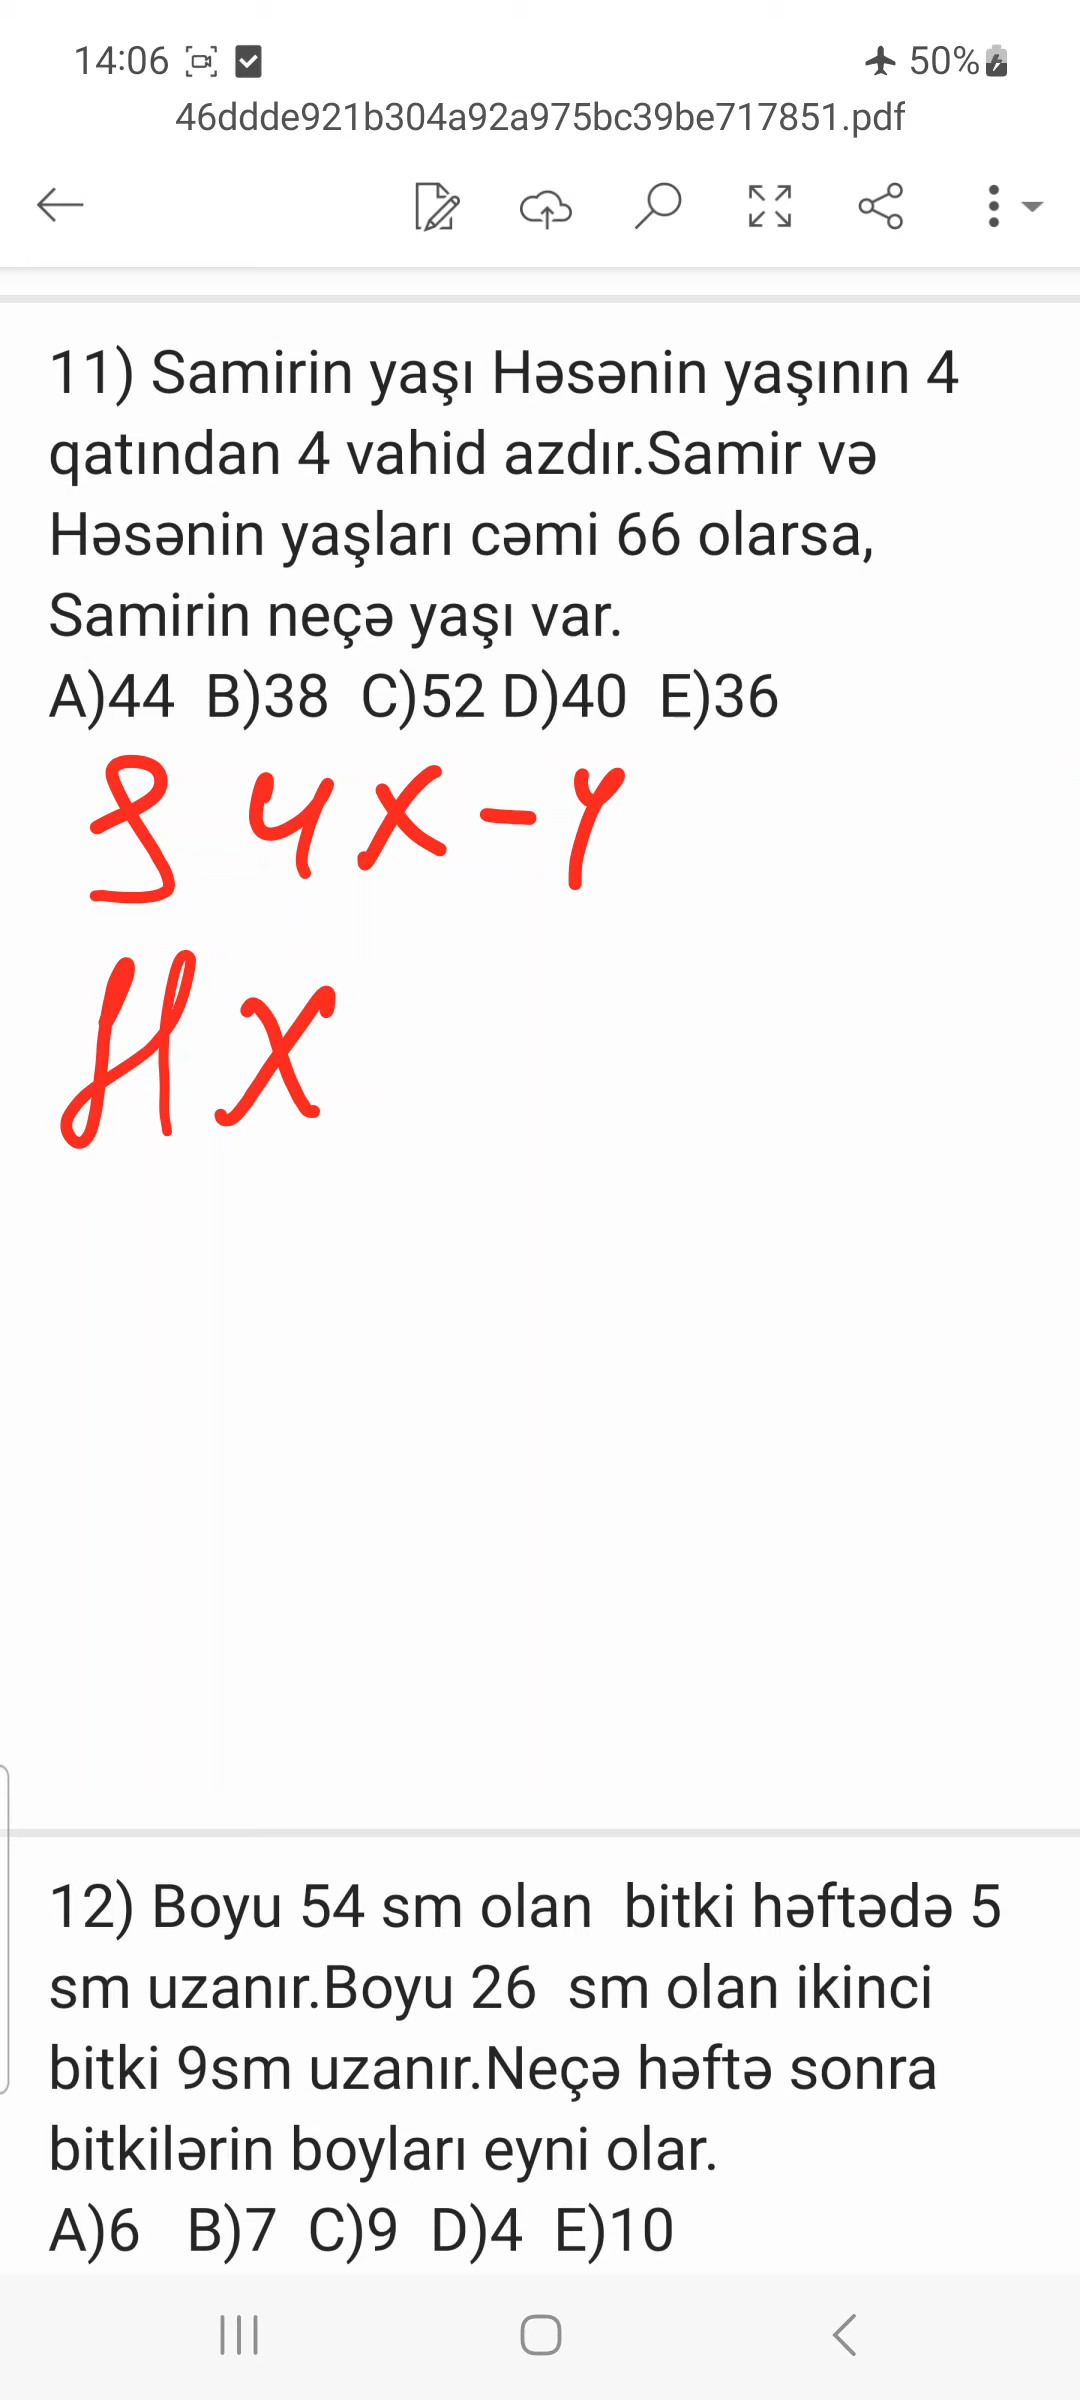 14:06 50%
46ddde921b304a92a975bc39be717851.pdf
11) Samirin yaşı Həsənin yaşının 4
qatından 4 vahid azdır.Samir və
Həsənin yaşları cəmi 66 olarsa,
Samirin neçə yaşı var.
A)44 B)38 C)52 D)40 E)36
S 4x-4
H x
12) Boyu 54 sm olan bitki həftədə 5
sm uzanır.Boyu 26 sm olan ikinci
bitki 9sm uzanır.Neçə həftə sonra
bitkilərin boyları eyni olar.
A)6 B)7 C)9 D)4 E)10